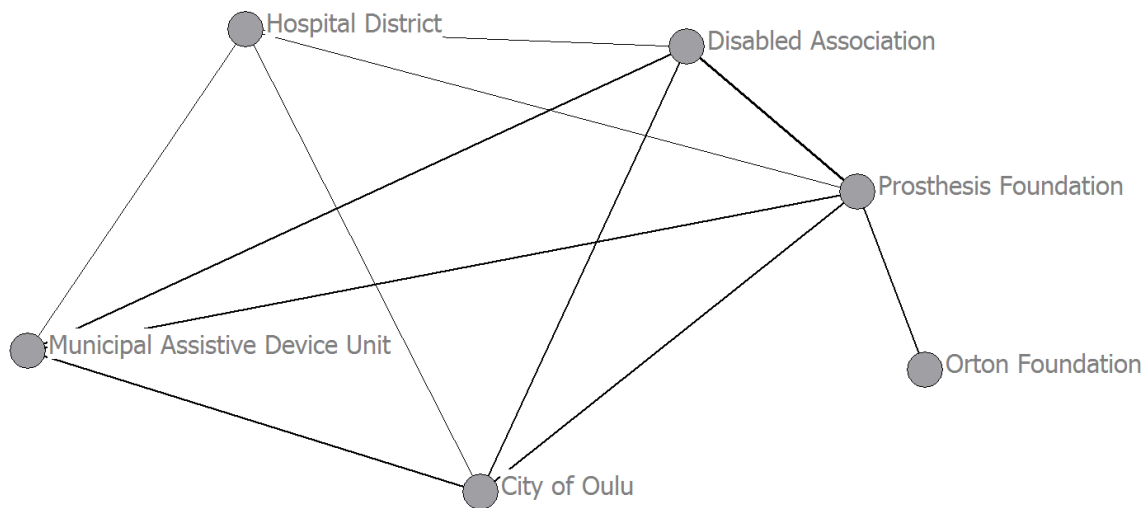 Hospital District
Disabled Association
Prosthesis Foundation
Municipal Assistive Device Unit
Orton Foundation
City of Oulu